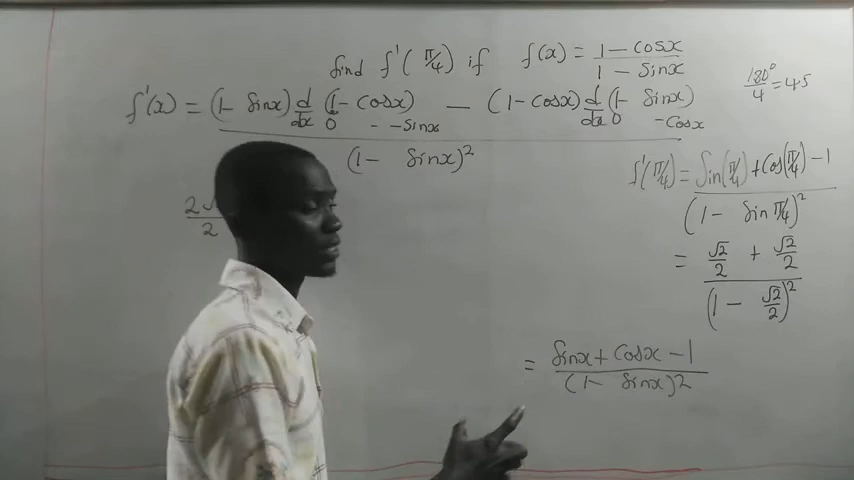 find f'(π/4) if f(x) = (1 - Cosx)/(1 - Sinx)
180°/4 = 45
f'(x) = (1- Sinx) d/dx (1- Cosx) - (1-Cosx) d/dx (1- Sinx)
0 - -Sinx 0 -Cosx
(1- Sinx)²
f'(π/4) = Sin(π/4) + Cos(π/4) - 1
(1 - Sin π/4)²
= √2/2 + √2/2
(1 - √2/2)²
= Sinx + Cosx - 1
(1- Sinx)²